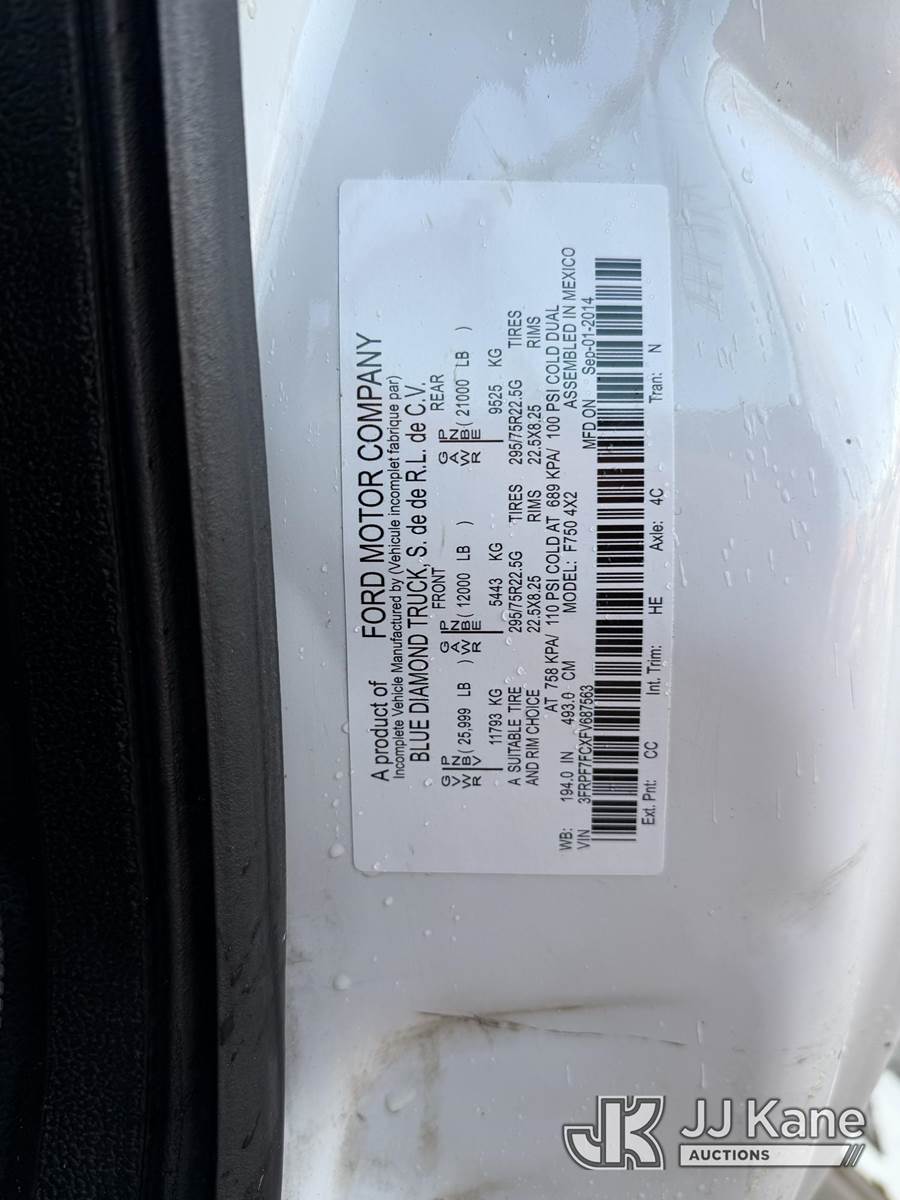 A product of FORD MOTOR COMPANY
Incomplete Vehicle Manufactured by (Vehicule incomplet fabrique par)
BLUE DIAMOND TRUCK, S. de de R.L. de C.V.
FRONT REAR
GVWR PNBV ( 25,999 LB ) GAWR PNBE ( 12000 LB ) GAWR PNBE ( 21000 LB )
11793 KG 5443 KG 9525 KG
A SUITABLE TIRE 295/75R22.5G TIRES 295/75R22.5G TIRES
AND RIM CHOICE 22.5X8.25 RIMS 22.5X8.25 RIMS
AT 758 KPA/ 110 PSI COLD AT 689 KPA/ 100 PSI COLD DUAL
WB: 194.0 IN 493.0 CM MODEL: F750 4X2 ASSEMBLED IN MEXICO
VIN 3FRPF7FCXFV687563 MFD ON Sep-01-2014
Ext. Pnt: CC Int. Trim: HE Axle: 4C Tran: N
JK JJ Kane
AUCTIONS